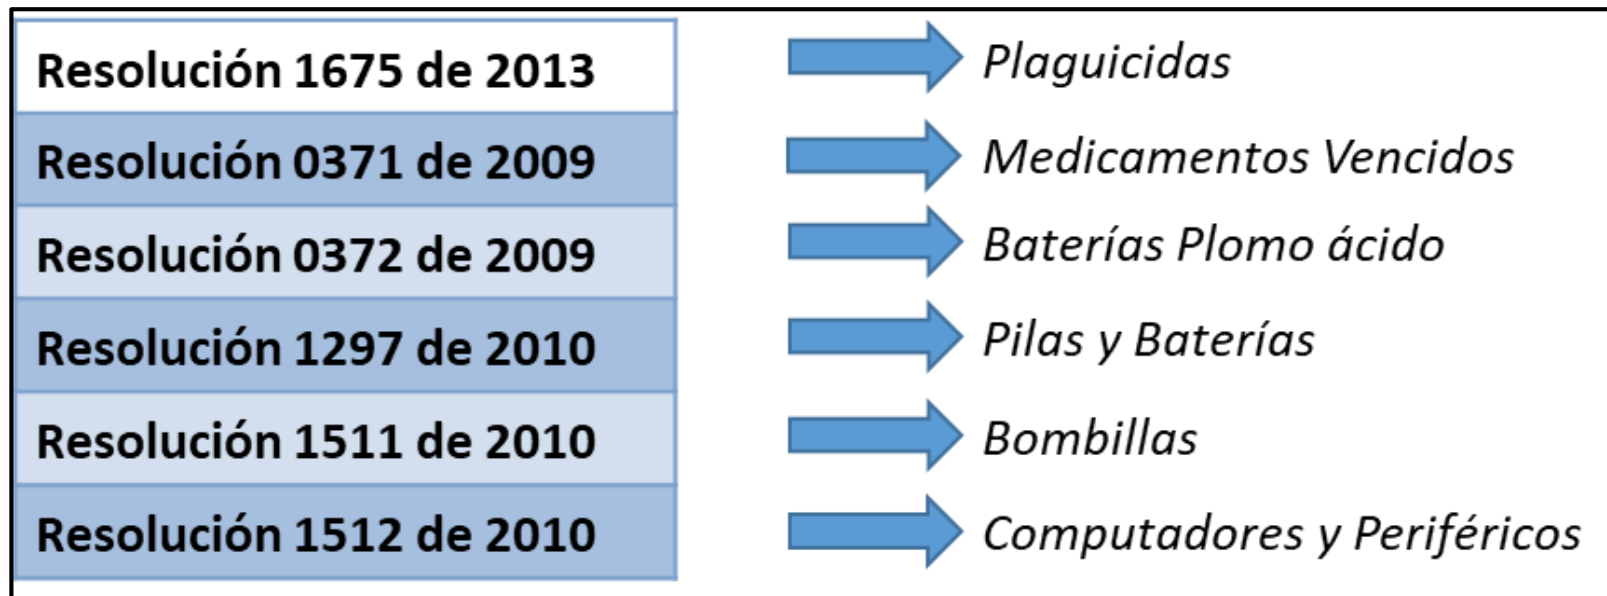 Resolución 1675 de 2013 Plaguicidas
Resolución 0371 de 2009 Medicamentos Vencidos
Resolución 0372 de 2009 Baterías Plomo ácido
Resolución 1297 de 2010 Pilas y Baterías
Resolución 1511 de 2010 Bombillas
Resolución 1512 de 2010 Computadores y Periféricos